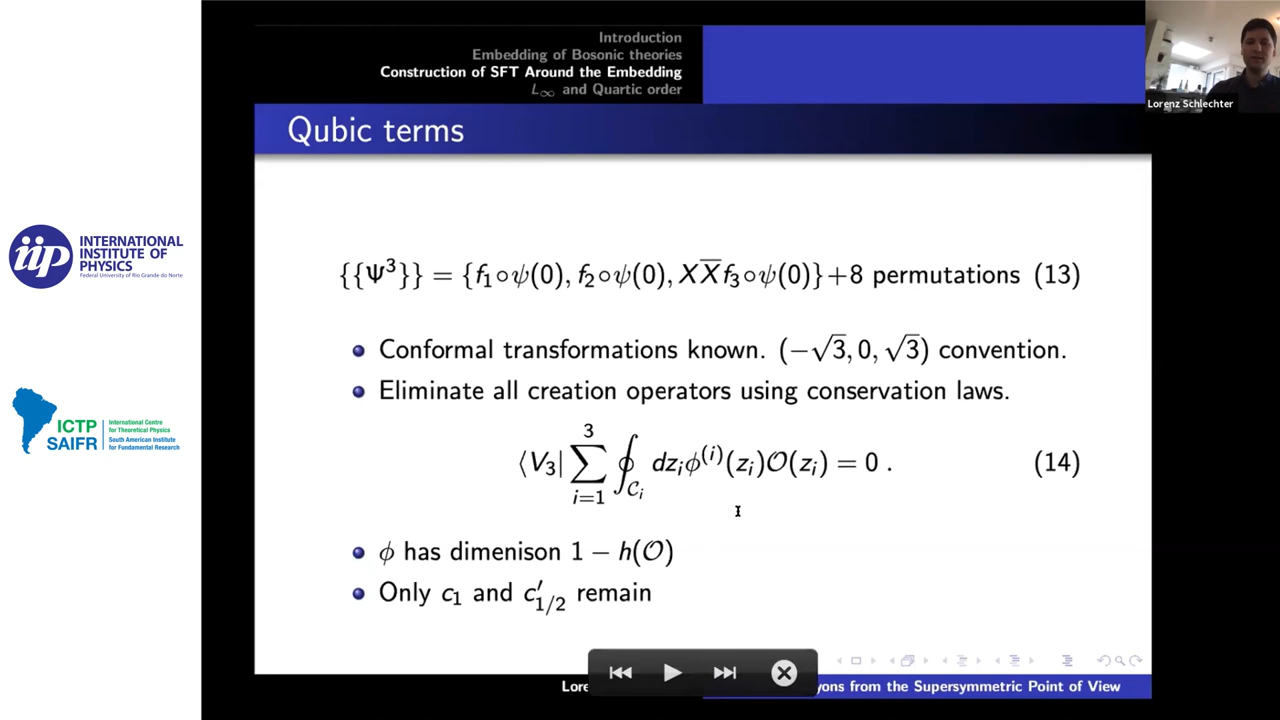 Introduction
Embedding of Bosonic theories
Construction of SFT Around the Embedding
L∞ and Quartic order
Lorenz Schlechter
Qubic terms
INTERNATIONAL
INSTITUTE OF
PHYSICS
Federal University of Rio Grande do Norte
iip
{{Ψ³}} = {f₁∘ψ(0), f₂∘ψ(0), XX̅f₃∘ψ(0)}+8 permutations (13)
Conformal transformations known. (−√3, 0, √3) convention.
Eliminate all creation operators using conservation laws.
⟨V₃| ∑_{i=1}^{3} ∮_{𝒞ᵢ} dzᵢϕ⁽ⁱ⁾(zᵢ)𝒪(zᵢ) = 0 . (14)
ICTP
SAIFR
International Centre
for Theoretical Physics
South American Institute
for Fundamental Research
ϕ has dimenison 1 − h(𝒪)
Only c₁ and c′_{1/2} remain
Lore
yons from the Supersymmetric Point of View